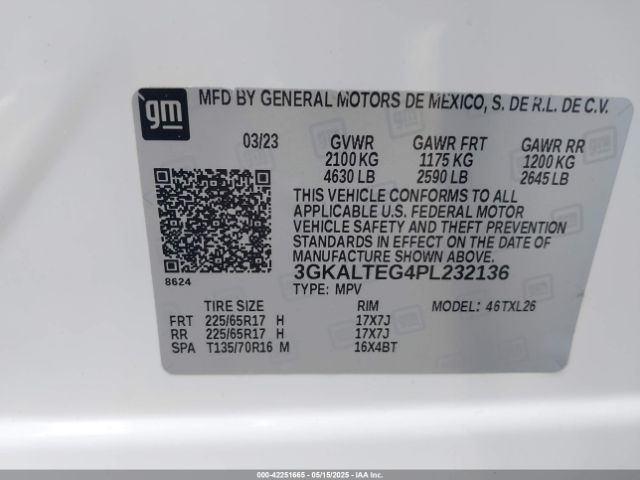 gm
MFD BY GENERAL MOTORS DE MEXICO, S. DE R.L. DE C.V.
03/23 GVWR GAWR FRT GAWR RR
2100 KG 1175 KG 1200 KG
4630 LB 2590 LB 2645 LB
THIS VEHICLE CONFORMS TO ALL
APPLICABLE U.S. FEDERAL MOTOR
VEHICLE SAFETY AND THEFT PREVENTION
STANDARDS IN EFFECT ON THE DATE OF
MANUFACTURE SHOWN ABOVE.
3GKALTEG4PL232136
8624
TYPE: MPV
TIRE SIZE RIM MODEL: 46TXL26
FRT 225/65R17 H 17X7J
RR 225/65R17 H 17X7J
SPA T135/70R16 M 16X4BT
000-42251665 - 05/15/2025 - IAAI.COM